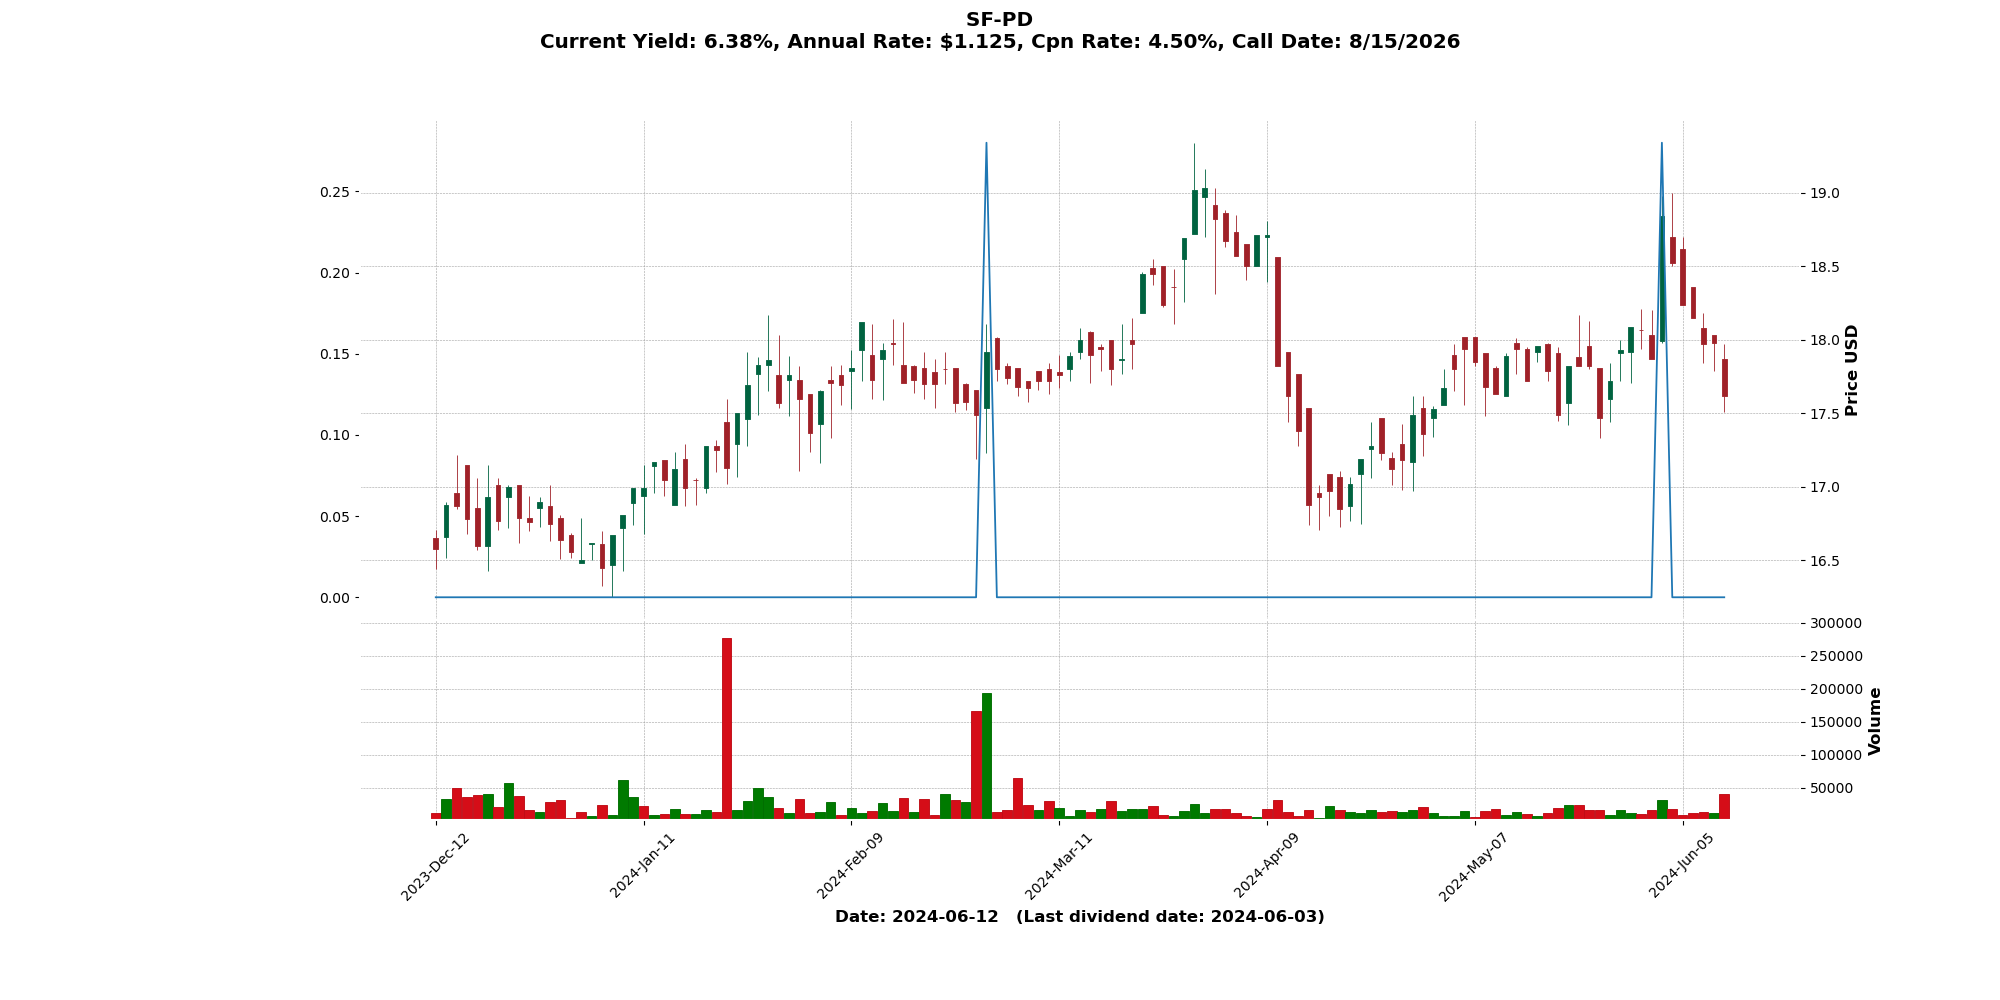 SF-PD
Current Yield: 6.38%, Annual Rate: $1.125, Cpn Rate: 4.50%, Call Date: 8/15/2026
0.25
0.20
0.15
0.10
0.05
0.00
19.0
18.5
18.0
17.5
17.0
16.5
Price USD
300000
250000
200000
150000
100000
50000
Volume
2023-Dec-12
2024-Jan-11
2024-Feb-09
2024-Mar-11
2024-Apr-09
2024-May-07
2024-Jun-05
Date: 2024-06-12   (Last dividend date: 2024-06-03)